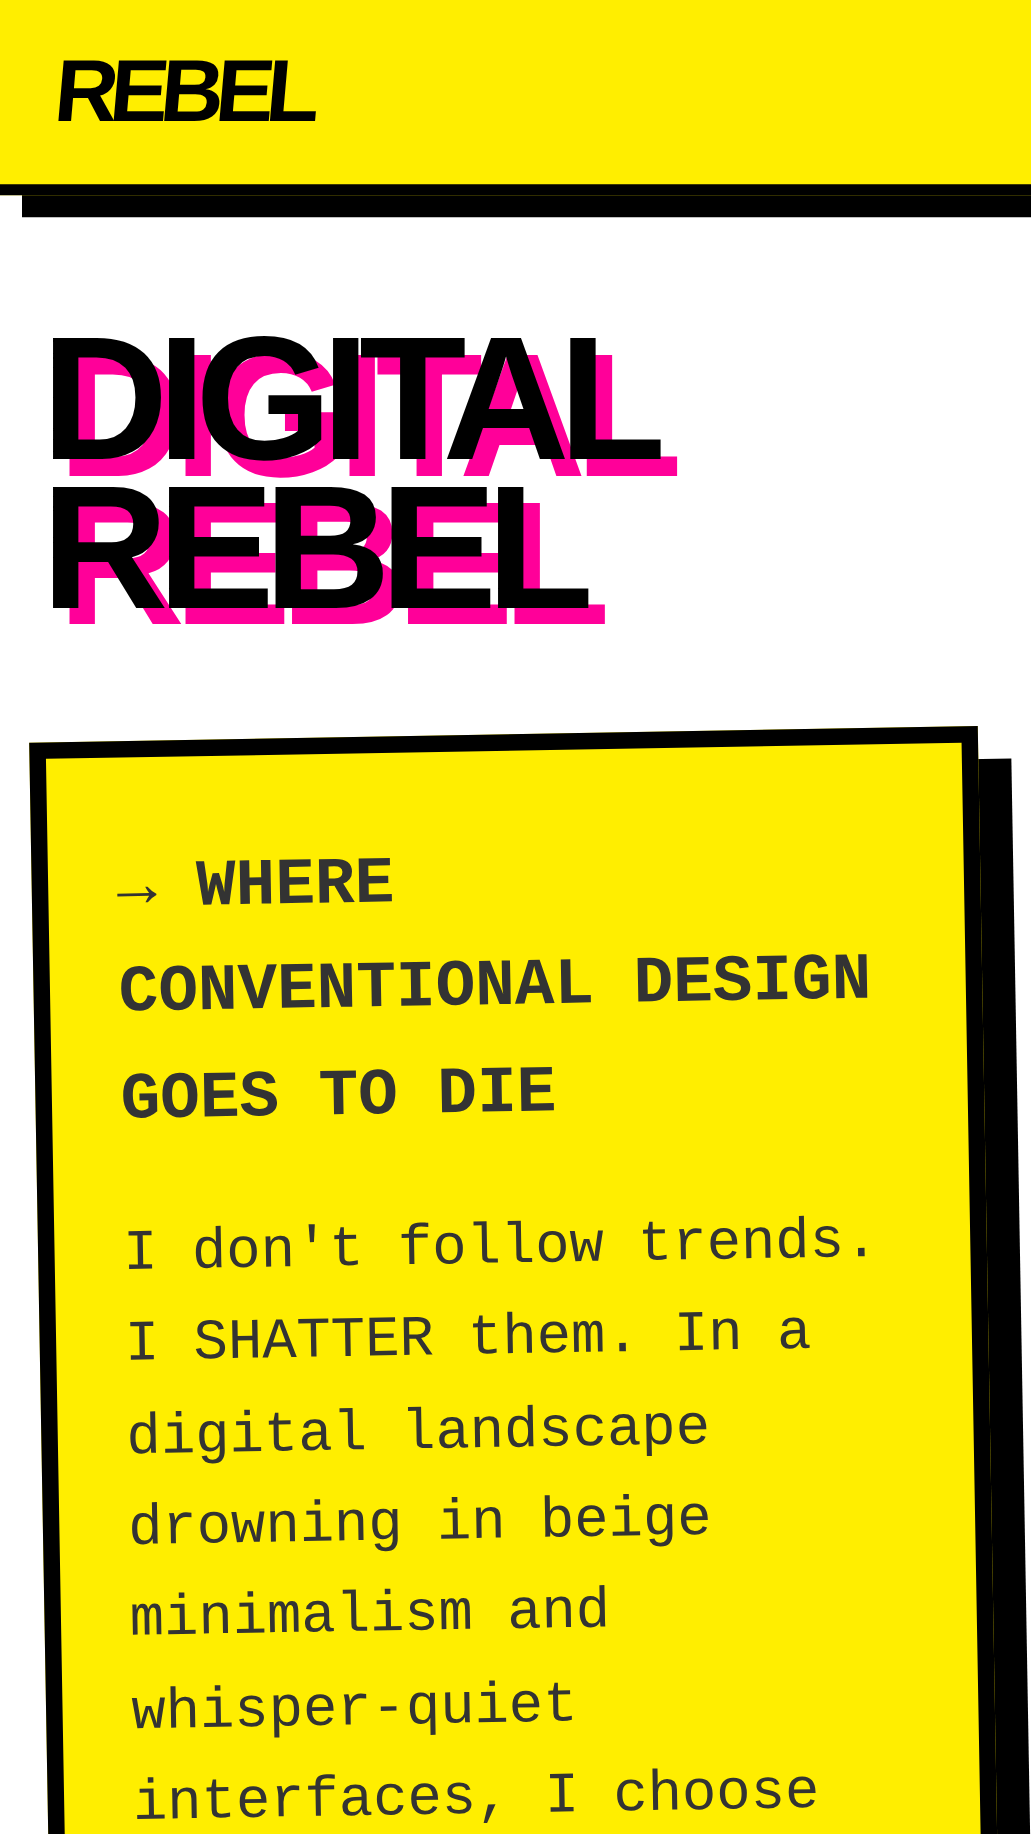 REBEL
DIGITAL
REBEL
→ WHERE
CONVENTIONAL DESIGN
GOES TO DIE
I don't follow trends.
I SHATTER them. In a
digital landscape
drowning in beige
minimalism and
whisper-quiet
interfaces, I choose